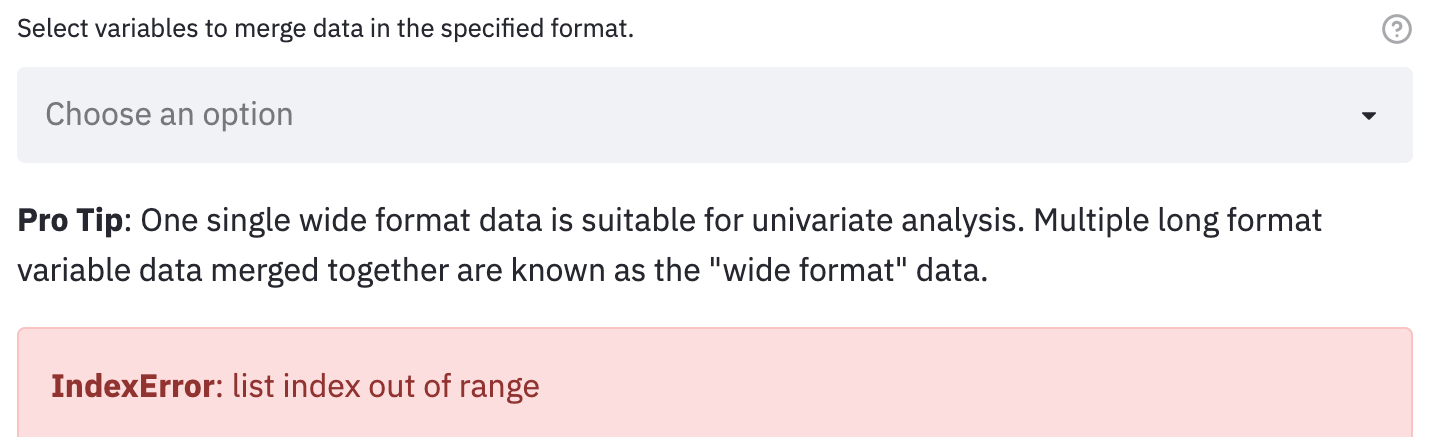 Select variables to merge data in the specified format.
Choose an option
Pro Tip: One single wide format data is suitable for univariate analysis. Multiple long format
variable data merged together are known as the "wide format" data.
IndexError: list index out of range